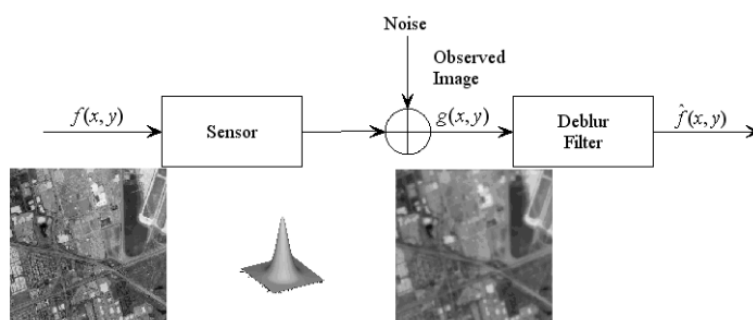 Noise
Observed
Image
f(x, y)
Sensor
g(x, y)
Deblur
Filter
f̂(x, y)